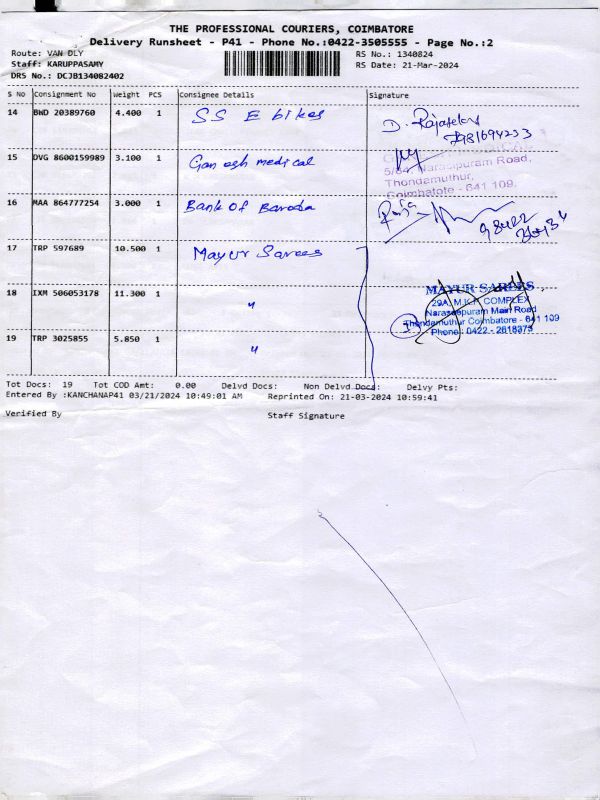 THE PROFESSIONAL COURIERS, COIMBATORE
Delivery Runsheet - P41 - Phone No.:0422-3505555 - Page No.:2
Route: VAN DLY RS No.: 1340824
Staff: KARUPPASAMY RS Date: 21-Mar-2024
DRS No.: DCJB134082402
S No Consignment No Weight PCS Consignee Details Signature
14 BWD 20389760 4.400 1 SS E bikes
D. Rajasekar
15 DVG 8600159989 3.100 1 Ganesh medical
5/84, Narasipuram Road,
Thondamuthur,
Coimbatote - 641 109.
16 MAA 864777254 3.000 1 Bank Of Baroda
17 TRP 597689 10.500 1 Mayur Sarees
18 IXM 506053178 11.300 1 "
MAYUR SAREES
29A, M.K.P. COMPLEX
Naraseepuram Main Road
Thondamuthur Coimbatore - 641 109
Phone : 0422 - 2618373
19 TRP 3025855 5.850 1 "
Tot Docs: 19 Tot COD Amt: 0.00 Delvd Docs: Non Delvd Docs: Delvy Pts:
Entered By :KANCHANAP41 03/21/2024 10:49:01 AM Reprinted On: 21-03-2024 10:59:41
Verified By Staff Signature